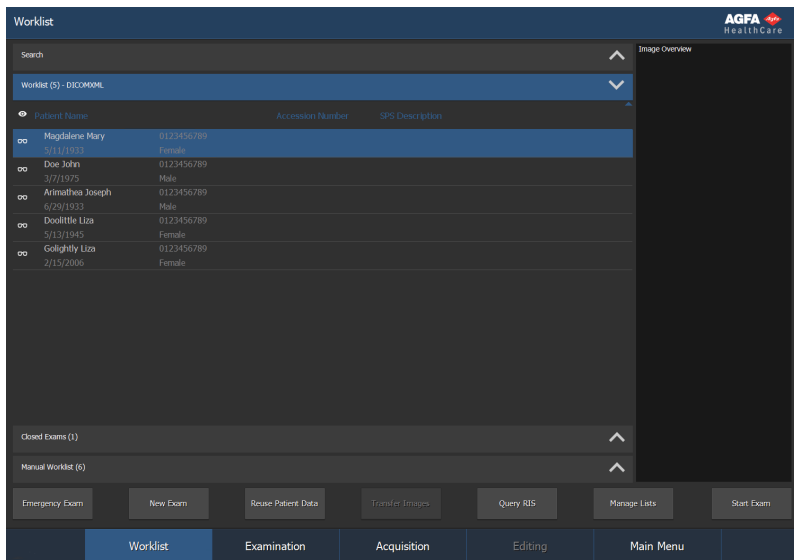 Worklist
AGFA
HealthCare
Search
Image Overview
Worklist (5) - DICOMXML
Patient Name Accession Number SPS Description
Magdalene Mary 0123456789
5/11/1933 Female
Doe John 0123456789
3/7/1975 Male
Arimathea Joseph 0123456789
6/29/1933 Male
Doolittle Liza 0123456789
5/13/1945 Female
Golightly Liza 0123456789
2/15/2006 Female
Closed Exams (1)
Manual Worklist (6)
Emergency Exam New Exam Reuse Patient Data Transfer Images Query RIS Manage Lists Start Exam
Worklist Examination Acquisition Editing Main Menu